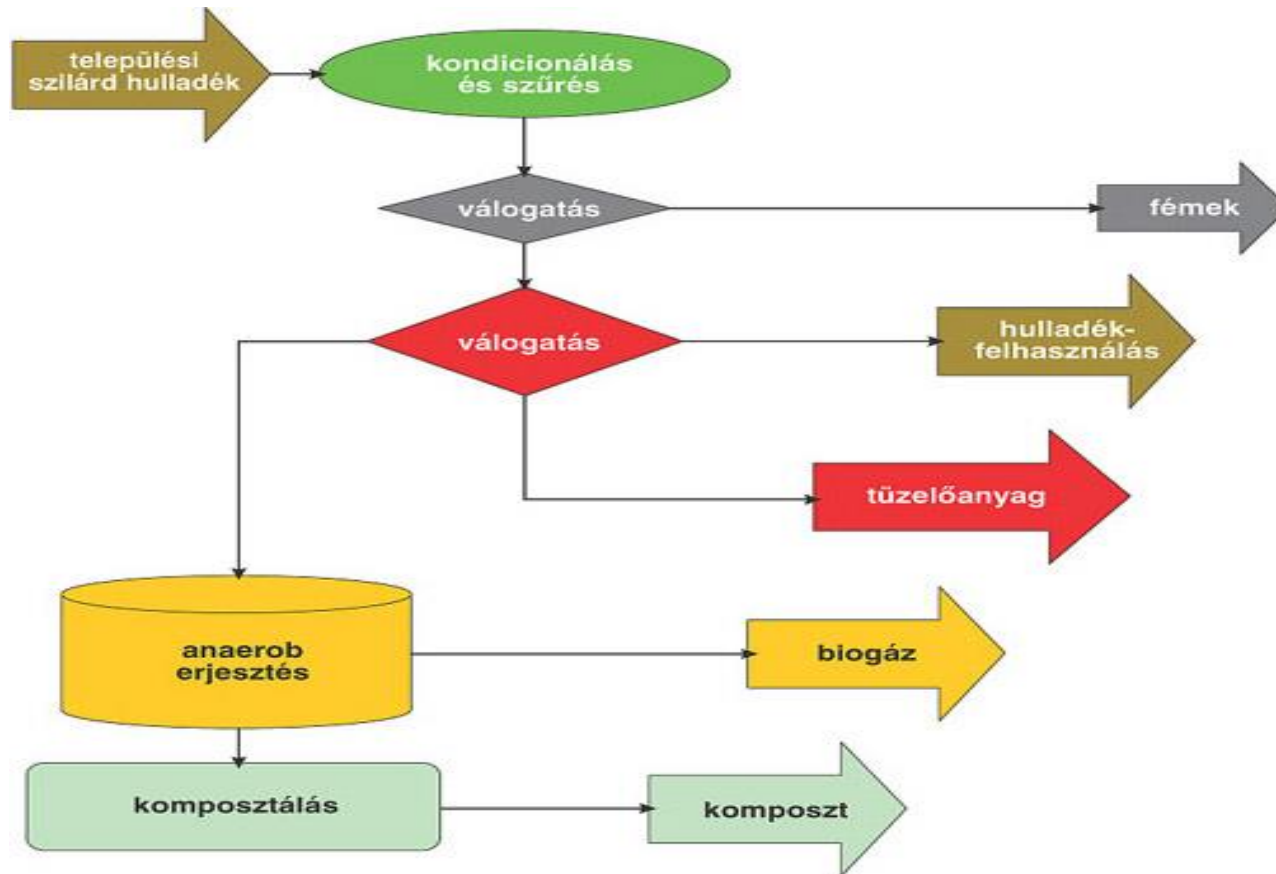 települési
szilárd hulladék
kondicionálás
és szűrés
válogatás
fémek
válogatás
hulladék-
felhasználás
tüzelőanyag
anaerob
erjesztés
biogáz
komposztálás
komposzt